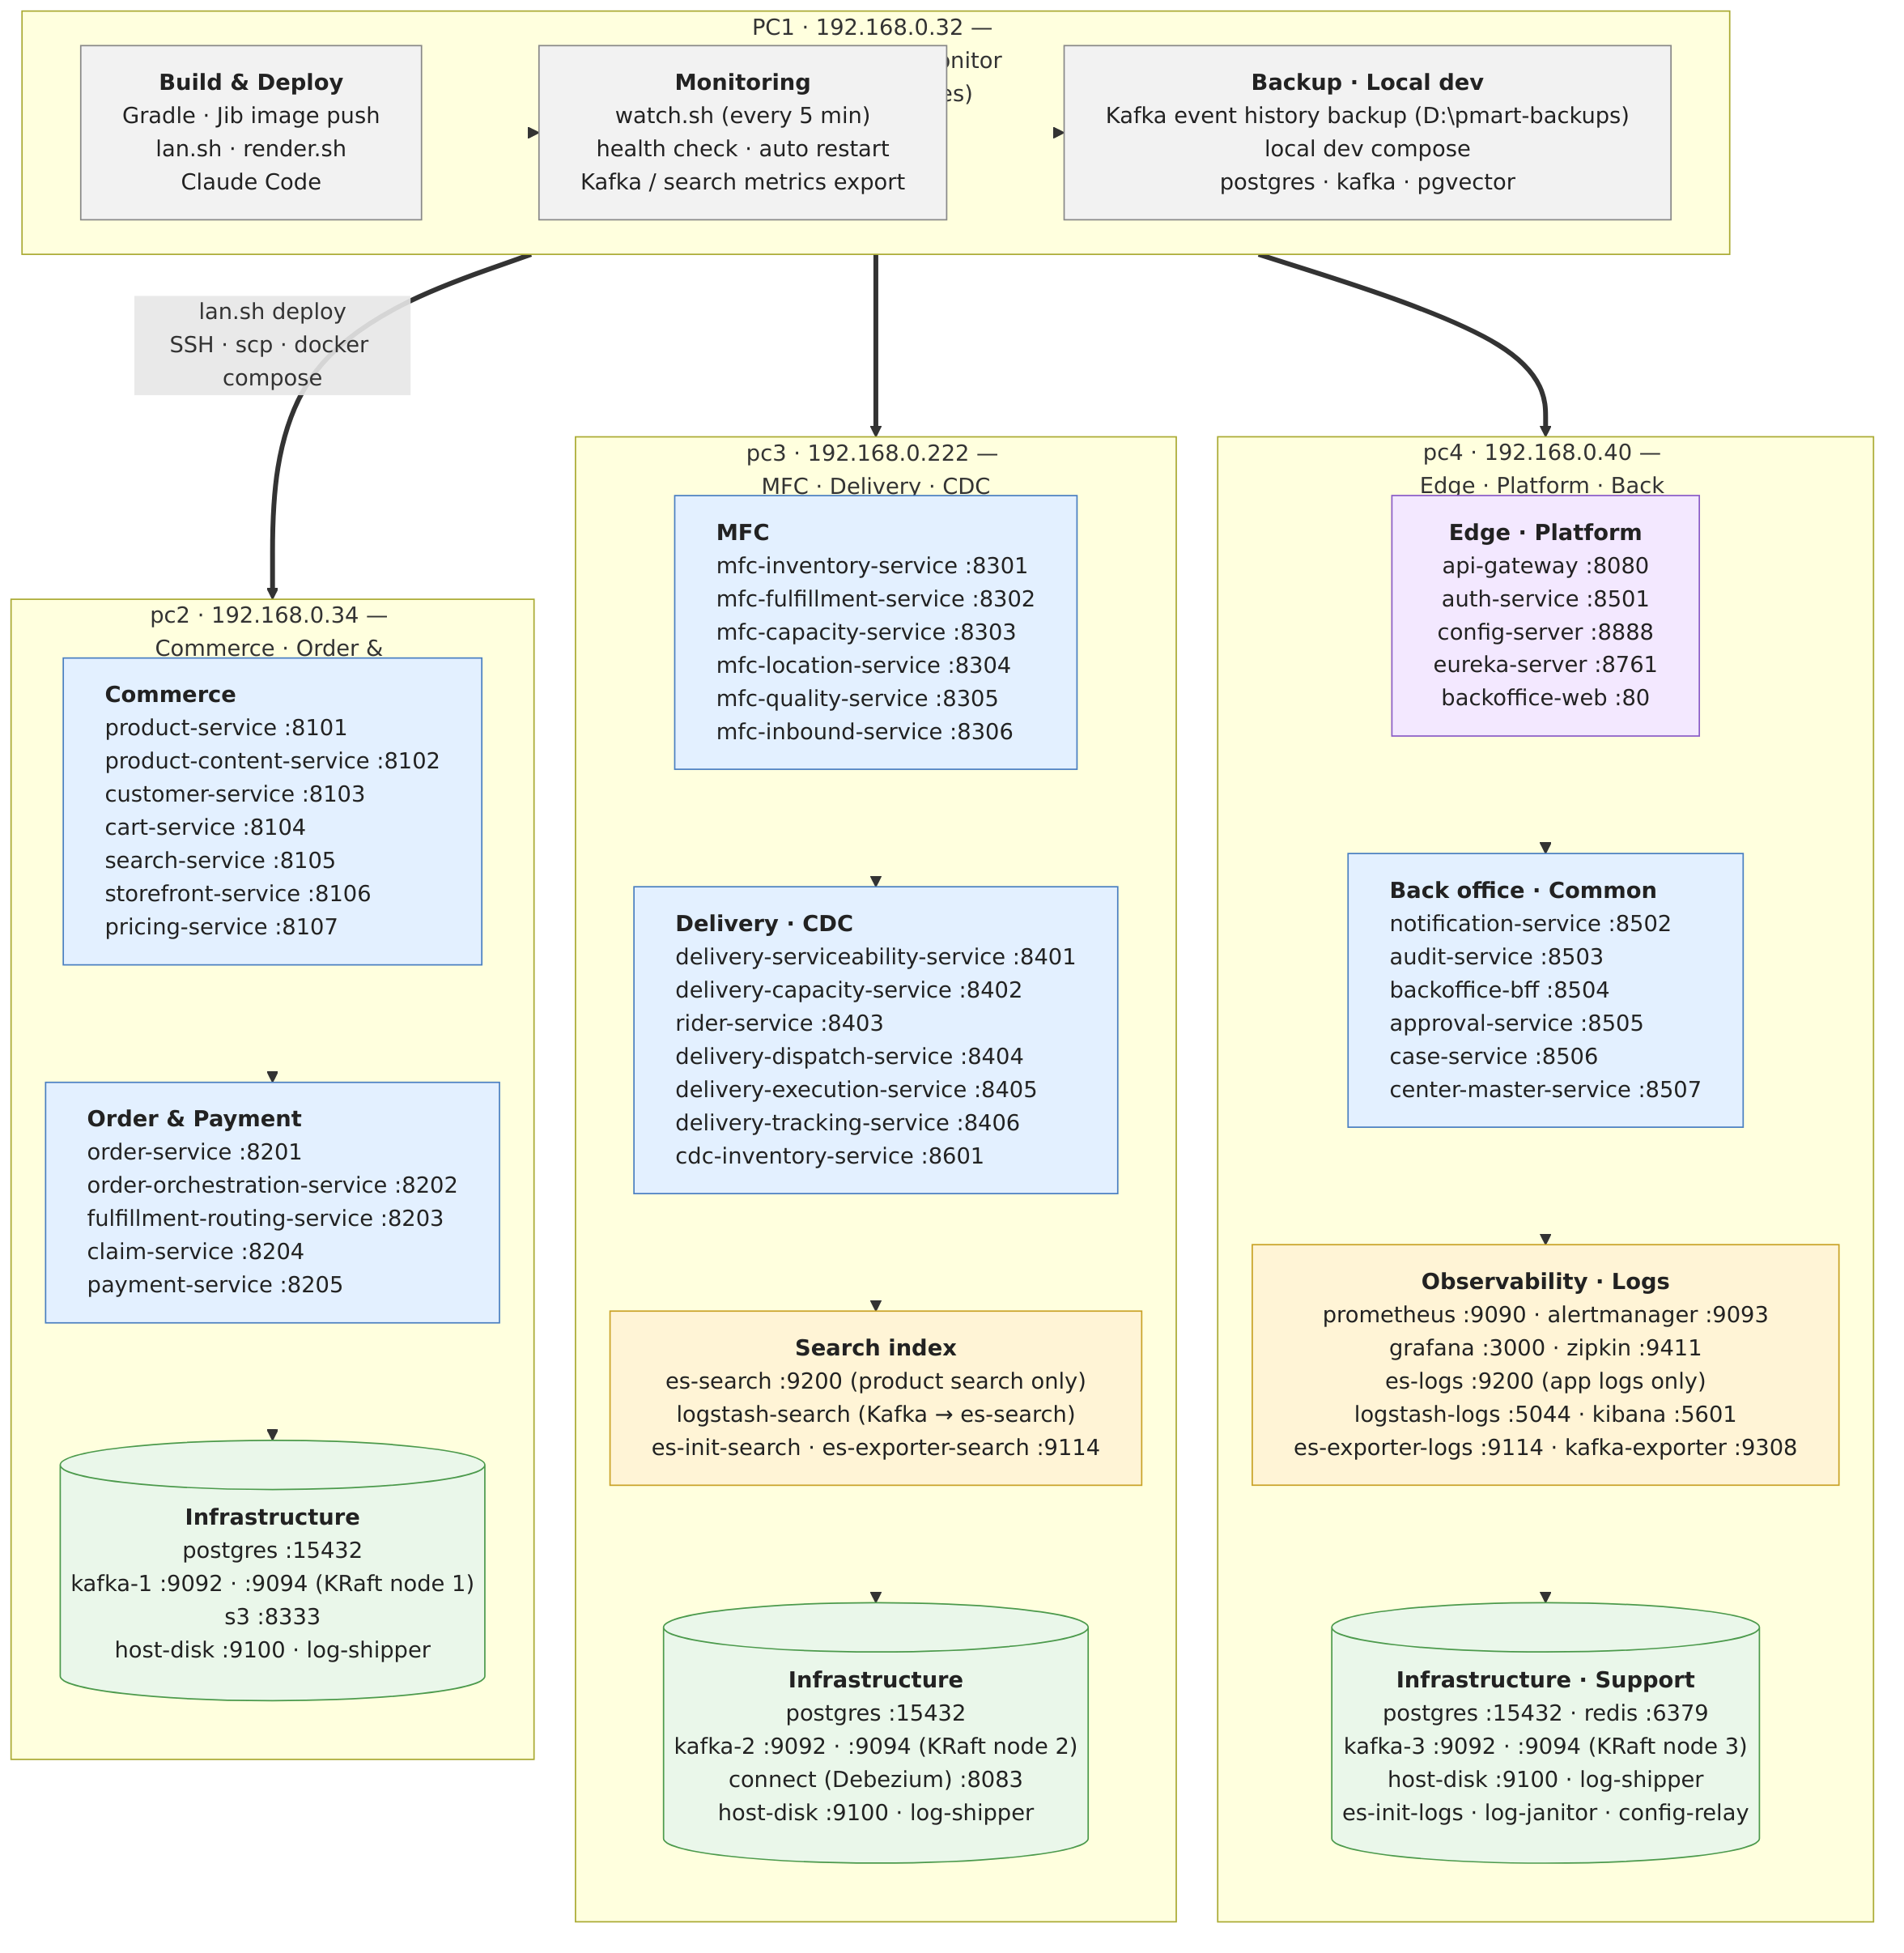 PC1 · 192.168.0.32 —
onitor
es)
Build & Deploy
Gradle · Jib image push
lan.sh · render.sh
Claude Code
Monitoring
watch.sh (every 5 min)
health check · auto restart
Kafka / search metrics export
Backup · Local dev
Kafka event history backup (D:\pmart-backups)
local dev compose
postgres · kafka · pgvector
lan.sh deploy
SSH · scp · docker
compose
pc2 · 192.168.0.34 —
Commerce · Order &
Commerce
product-service :8101
product-content-service :8102
customer-service :8103
cart-service :8104
search-service :8105
storefront-service :8106
pricing-service :8107
Order & Payment
order-service :8201
order-orchestration-service :8202
fulfillment-routing-service :8203
claim-service :8204
payment-service :8205
Infrastructure
postgres :15432
kafka-1 :9092 · :9094 (KRaft node 1)
s3 :8333
host-disk :9100 · log-shipper
pc3 · 192.168.0.222 —
MFC · Delivery · CDC
MFC
mfc-inventory-service :8301
mfc-fulfillment-service :8302
mfc-capacity-service :8303
mfc-location-service :8304
mfc-quality-service :8305
mfc-inbound-service :8306
Delivery · CDC
delivery-serviceability-service :8401
delivery-capacity-service :8402
rider-service :8403
delivery-dispatch-service :8404
delivery-execution-service :8405
delivery-tracking-service :8406
cdc-inventory-service :8601
Search index
es-search :9200 (product search only)
logstash-search (Kafka → es-search)
es-init-search · es-exporter-search :9114
Infrastructure
postgres :15432
kafka-2 :9092 · :9094 (KRaft node 2)
connect (Debezium) :8083
host-disk :9100 · log-shipper
pc4 · 192.168.0.40 —
Edge · Platform · Back
Edge · Platform
api-gateway :8080
auth-service :8501
config-server :8888
eureka-server :8761
backoffice-web :80
Back office · Common
notification-service :8502
audit-service :8503
backoffice-bff :8504
approval-service :8505
case-service :8506
center-master-service :8507
Observability · Logs
prometheus :9090 · alertmanager :9093
grafana :3000 · zipkin :9411
es-logs :9200 (app logs only)
logstash-logs :5044 · kibana :5601
es-exporter-logs :9114 · kafka-exporter :9308
Infrastructure · Support
postgres :15432 · redis :6379
kafka-3 :9092 · :9094 (KRaft node 3)
host-disk :9100 · log-shipper
es-init-logs · log-janitor · config-relay